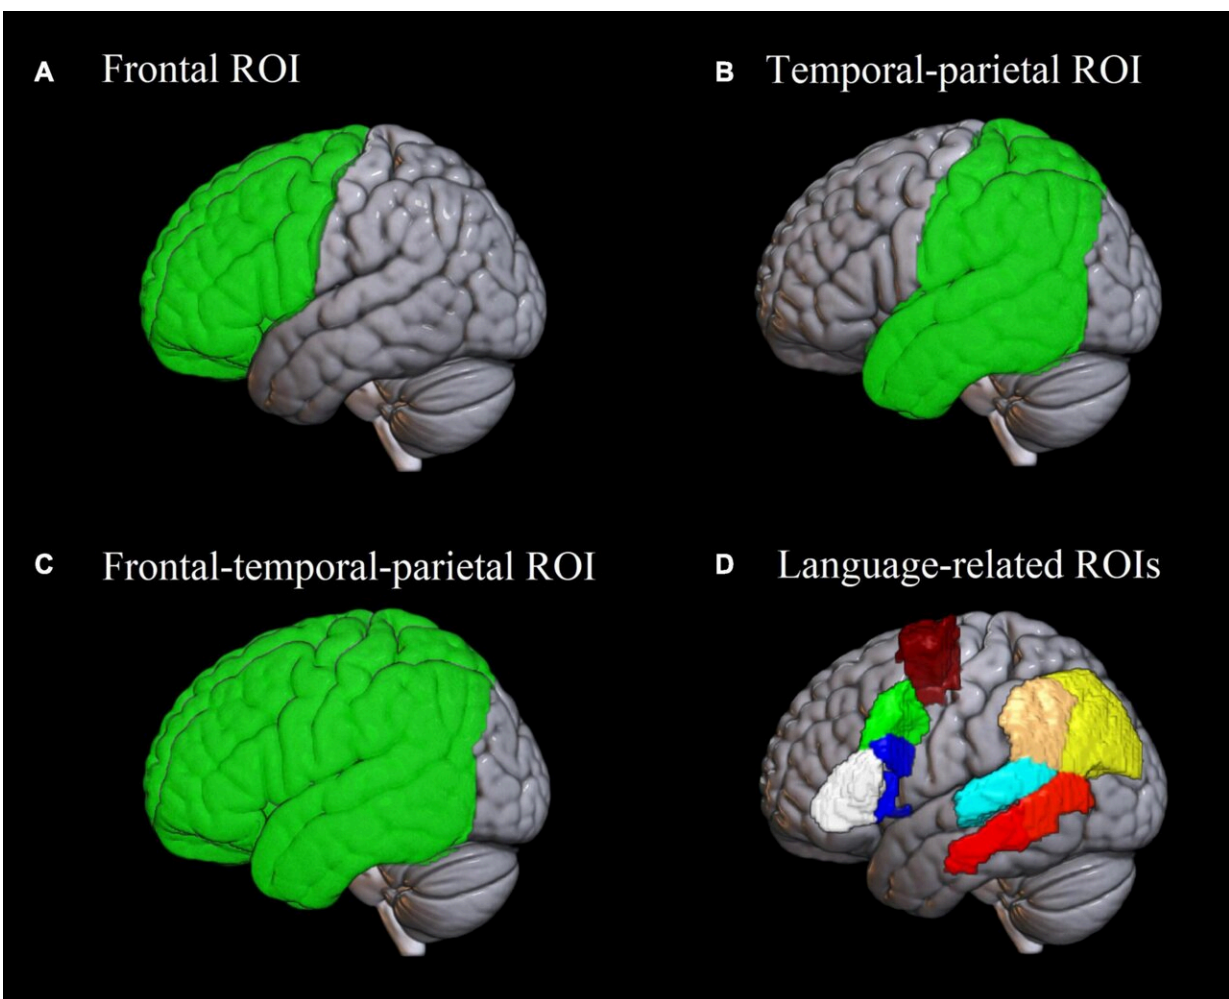 A Frontal ROI
B Temporal-parietal ROI
C Frontal-temporal-parietal ROI
D Language-related ROIs